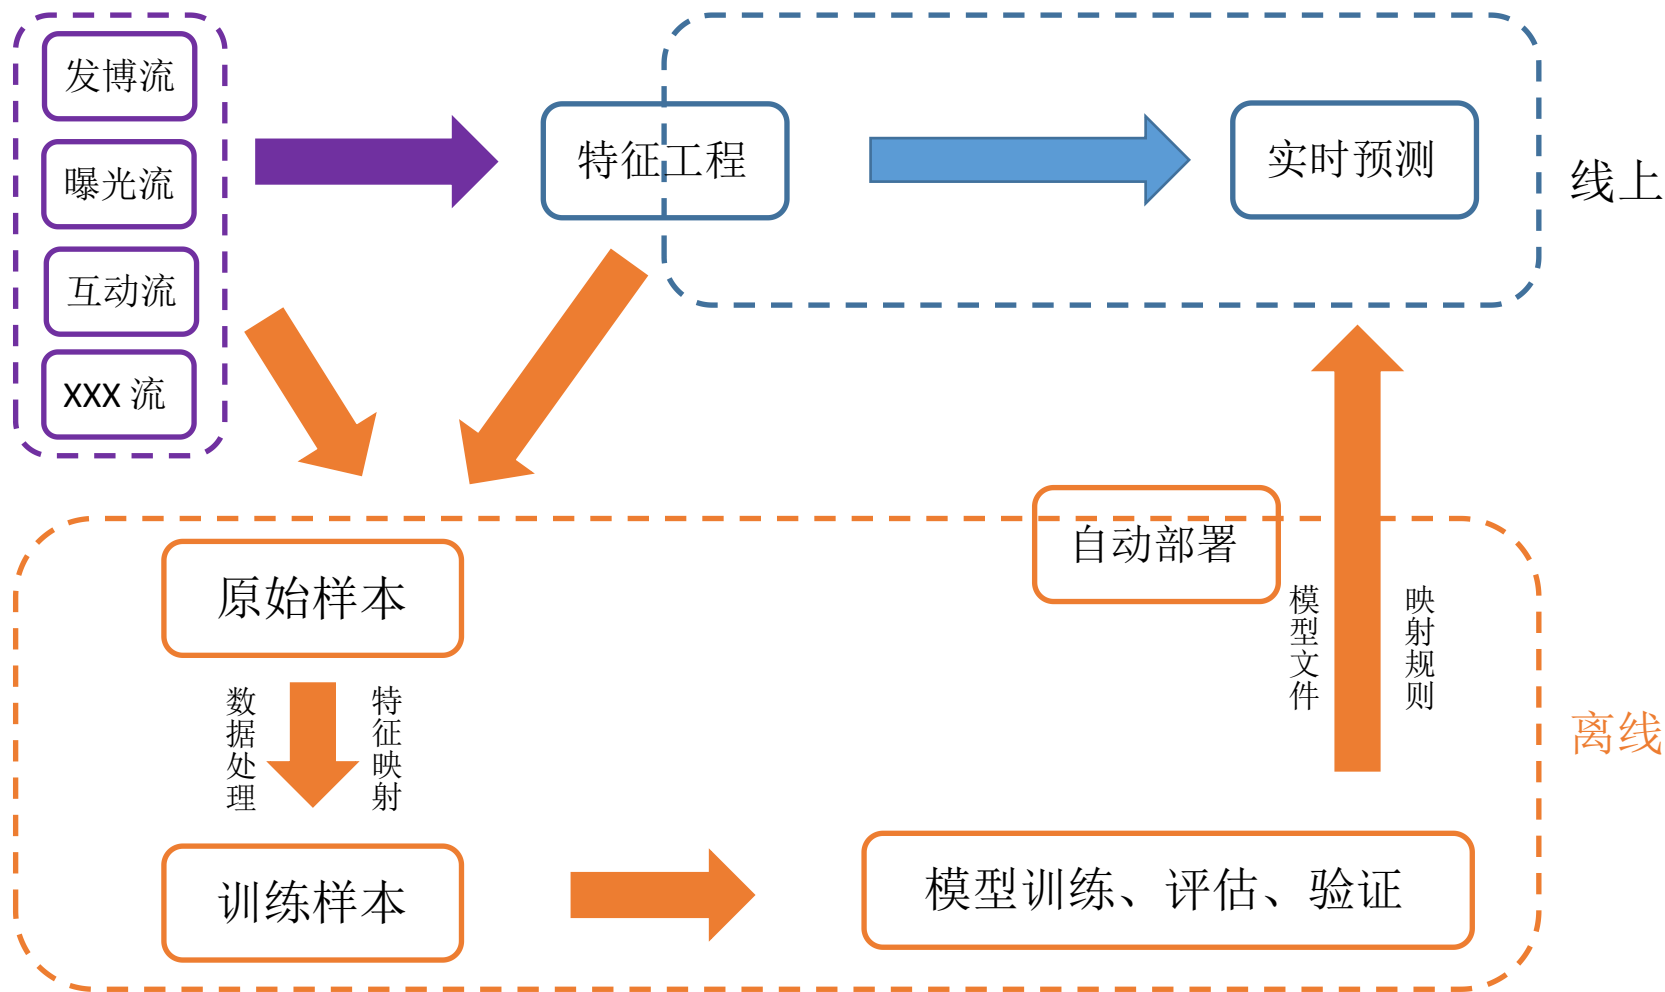 发博流
曝光流
互动流
xxx 流
特征工程
实时预测
线上
原始样本
数据处理
特征映射
训练样本
模型训练、评估、验证
自动部署
模型文件
映射规则
离线